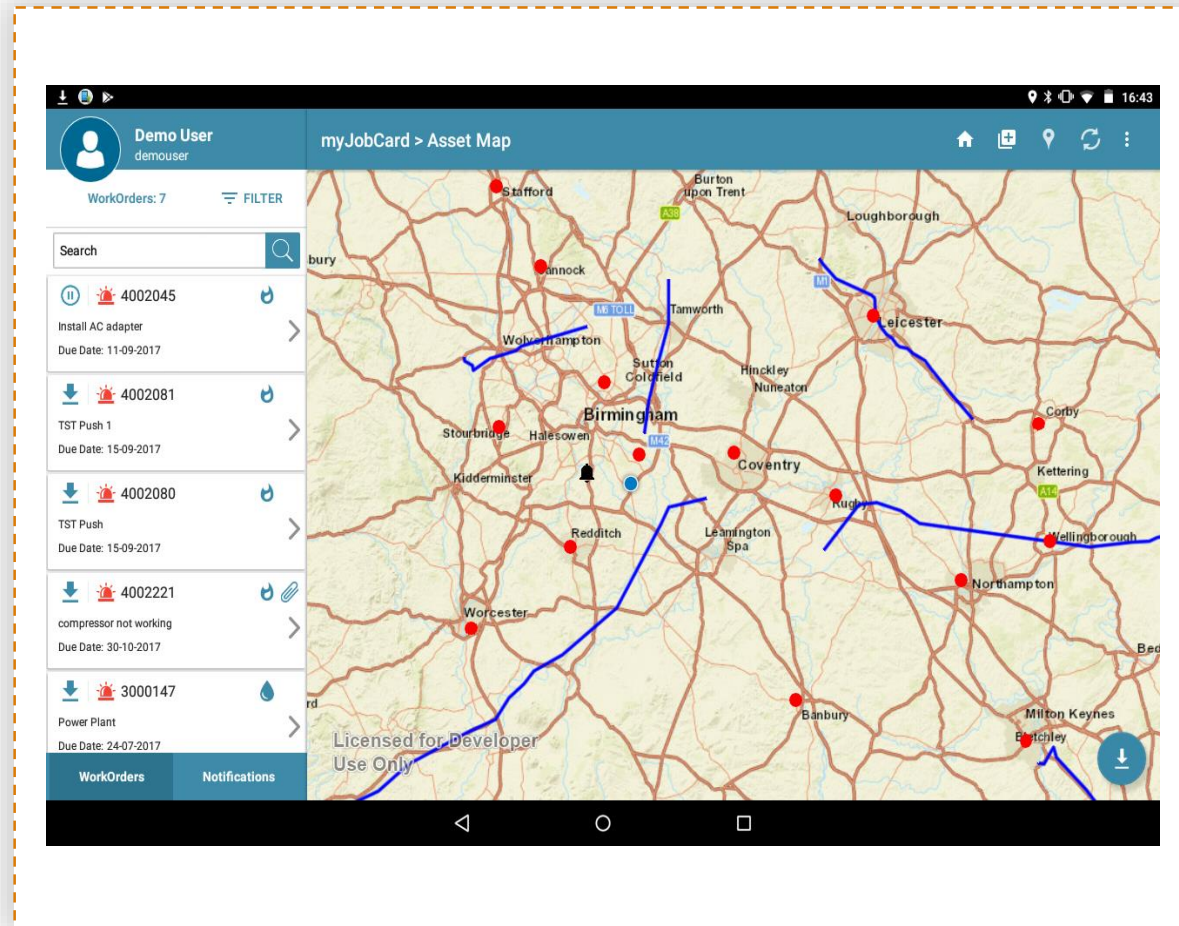 16:43
Demo User
demouser
myJobCard > Asset Map
WorkOrders: 7
FILTER
Search
4002045
Install AC adapter
Due Date: 11-09-2017
4002081
TST Push 1
Due Date: 15-09-2017
4002080
TST Push
Due Date: 15-09-2017
4002221
compressor not working
Due Date: 30-10-2017
3000147
Power Plant
Due Date: 24-07-2017
WorkOrders
Notifications
Stafford
Burton
upon Trent
A38
Loughborough
bury
annock
M1
M6 TOLL
Tamworth
Leicester
Wolverhampton
Sutton
Coldfield
Hinckley
Nuneaton
Birmingham
Corby
Stourbridge
Halesowen
M42
Coventry
Kettering
Kidderminster
A14
Rugby
Redditch
Leamington
Spa
Wellingborough
Northampton
Worcester
Bed
rd
Banbury
Milton Keynes
Bletchley
Licensed for Developer
Use Only